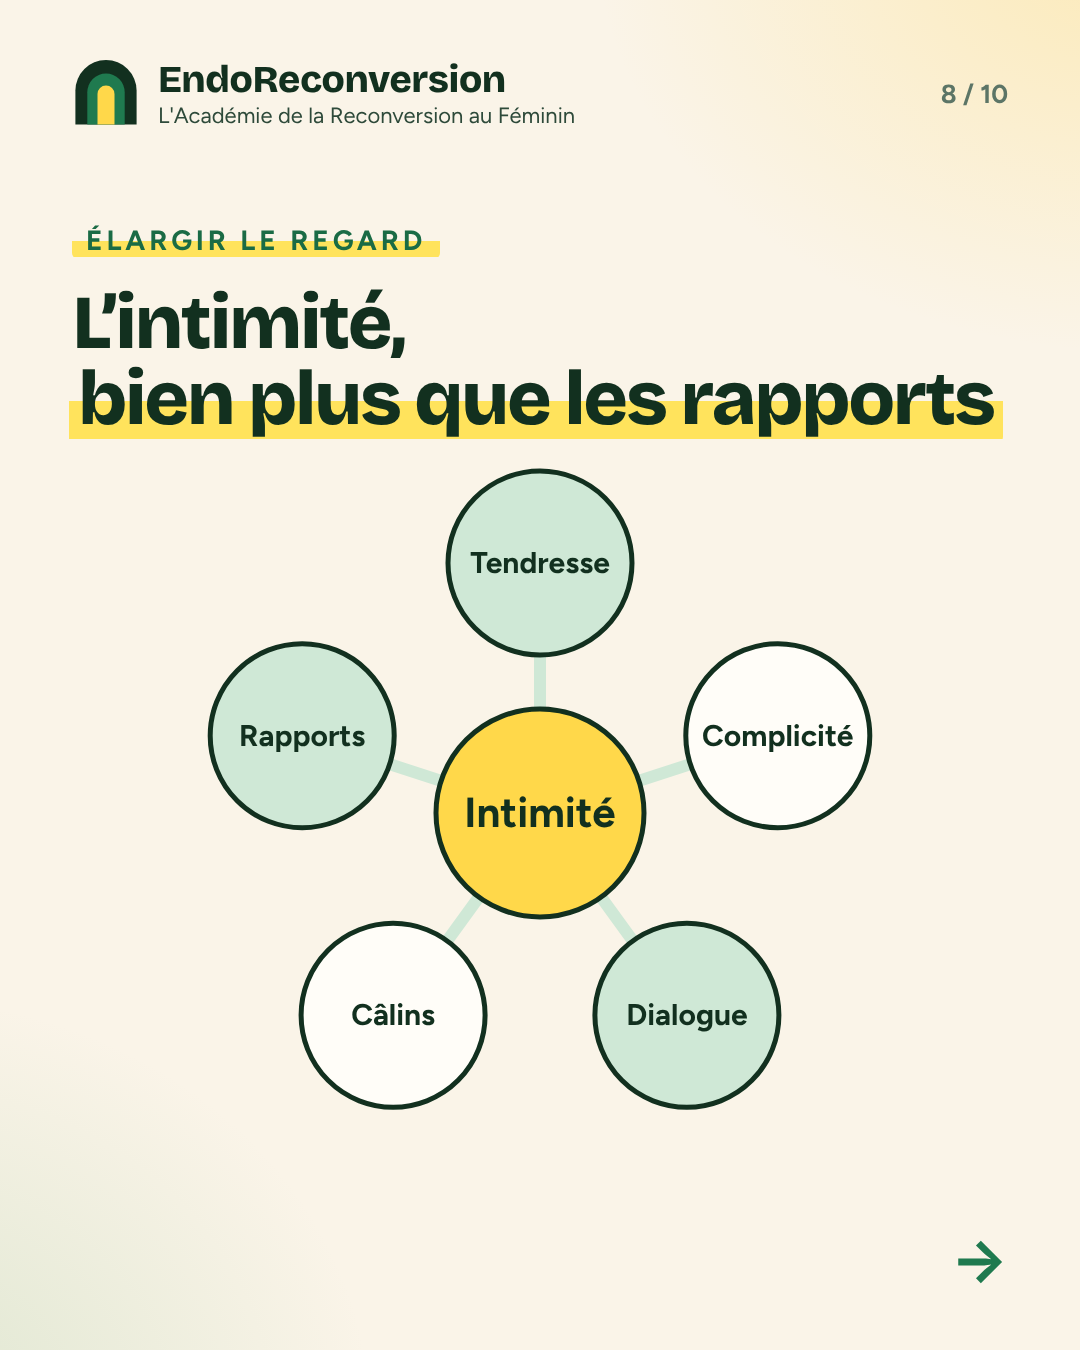 EndoReconversion
L'Académie de la Reconversion au Féminin
8 / 10
ÉLARGIR LE REGARD
L’intimité,
bien plus que les rapports
Tendresse
Rapports
Complicité
Intimité
Câlins
Dialogue